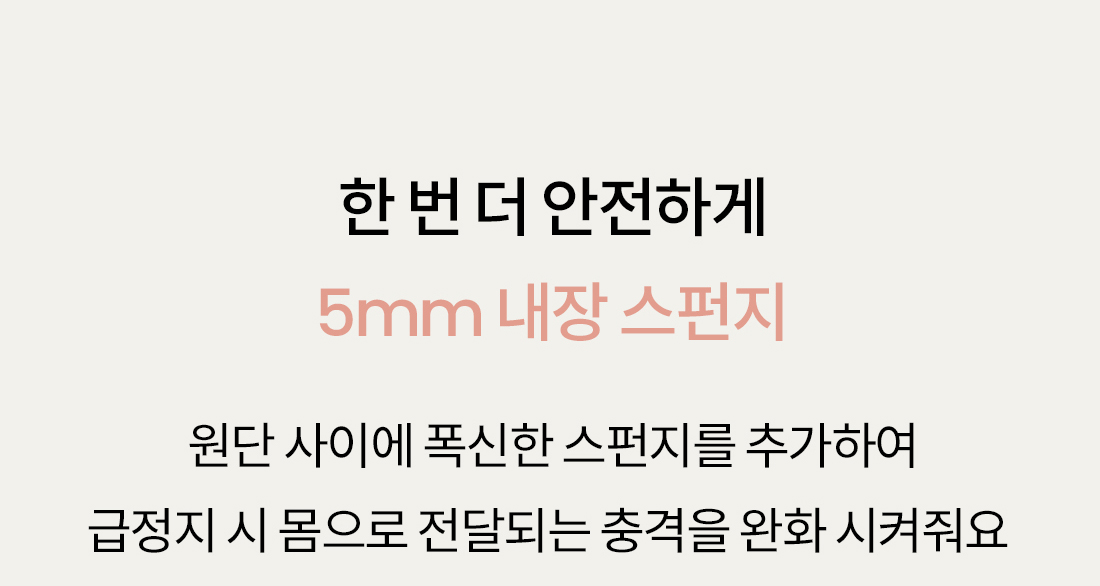 한 번 더 안전하게
5mm 내장 스펀지
원단 사이에 폭신한 스펀지를 추가하여
급정지 시 몸으로 전달되는 충격을 완화 시켜줘요